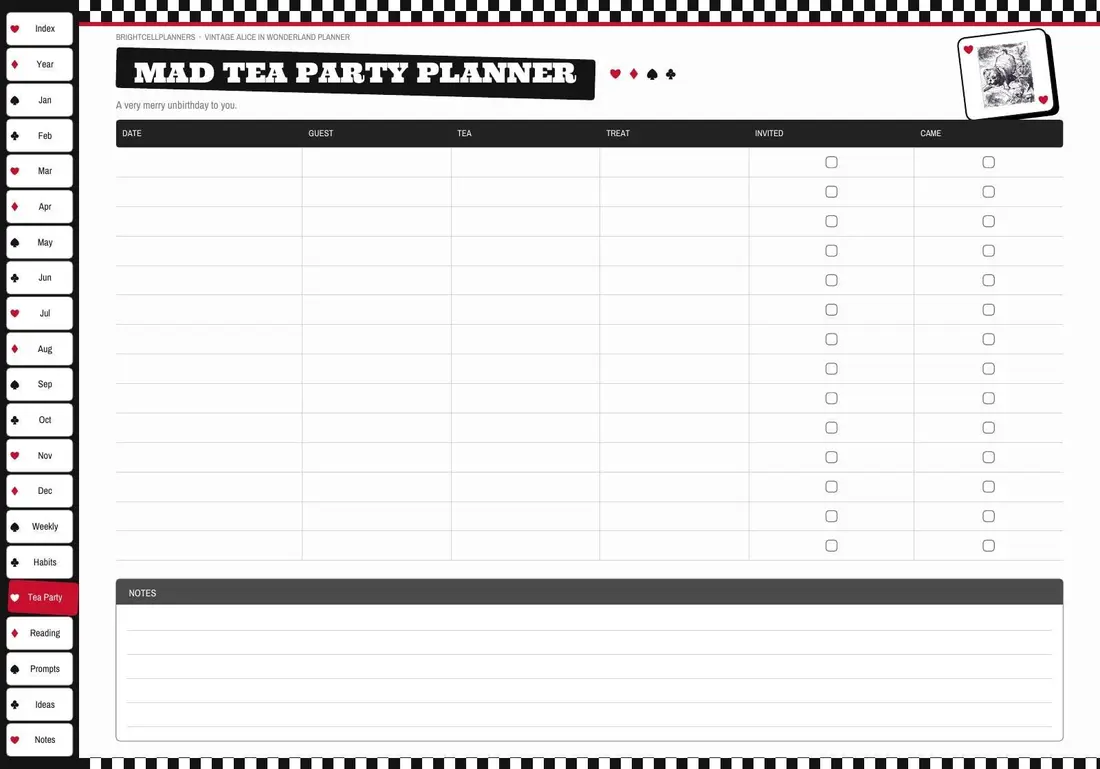 BRIGHTCELLPLANNERS · VINTAGE ALICE IN WONDERLAND PLANNER
MAD TEA PARTY PLANNER
A very merry unbirthday to you.
DATE GUEST TEA TREAT INVITED CAME
NOTES
Index
Year
Jan
Feb
Mar
Apr
May
Jun
Jul
Aug
Sep
Oct
Nov
Dec
Weekly
Habits
Tea Party
Reading
Prompts
Ideas
Notes